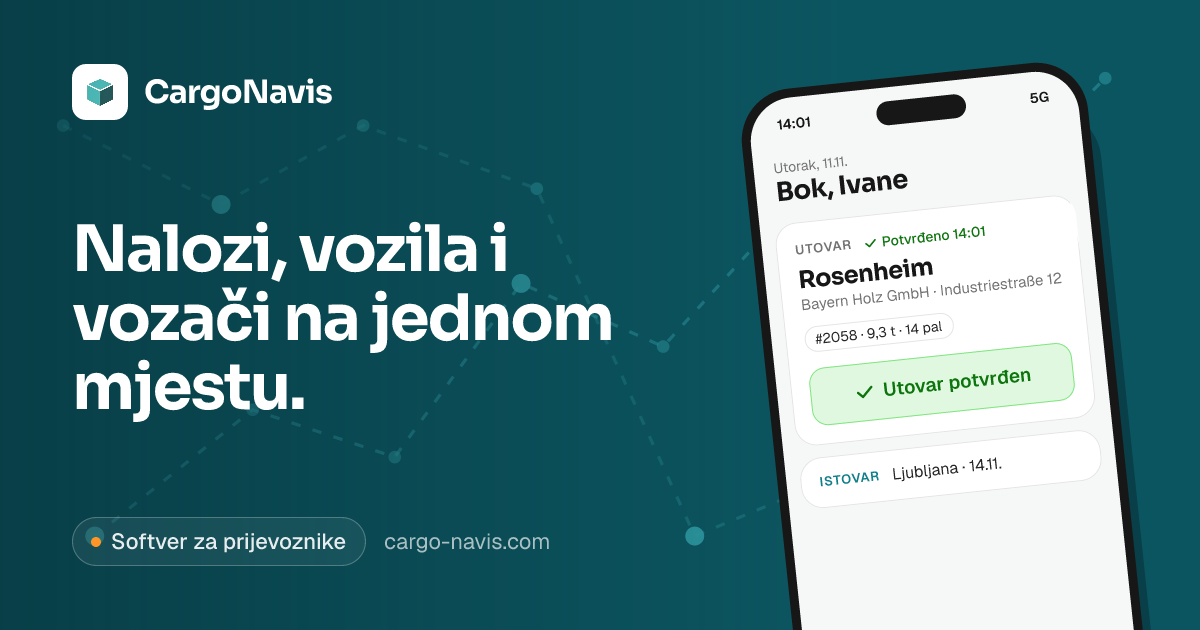 CargoNavis
Nalozi, vozila i
vozači na jednom
mjestu.
Softver za prijevoznike
cargo-navis.com
14:01
5G
Utorak, 11.11.
Bok, Ivane
UTOVAR
Potvrđeno 14:01
Rosenheim
Bayern Holz GmbH · Industriestraße 12
#2058 · 9,3 t · 14 pal
Utovar potvrđen
ISTOVAR
Ljubljana · 14.11.